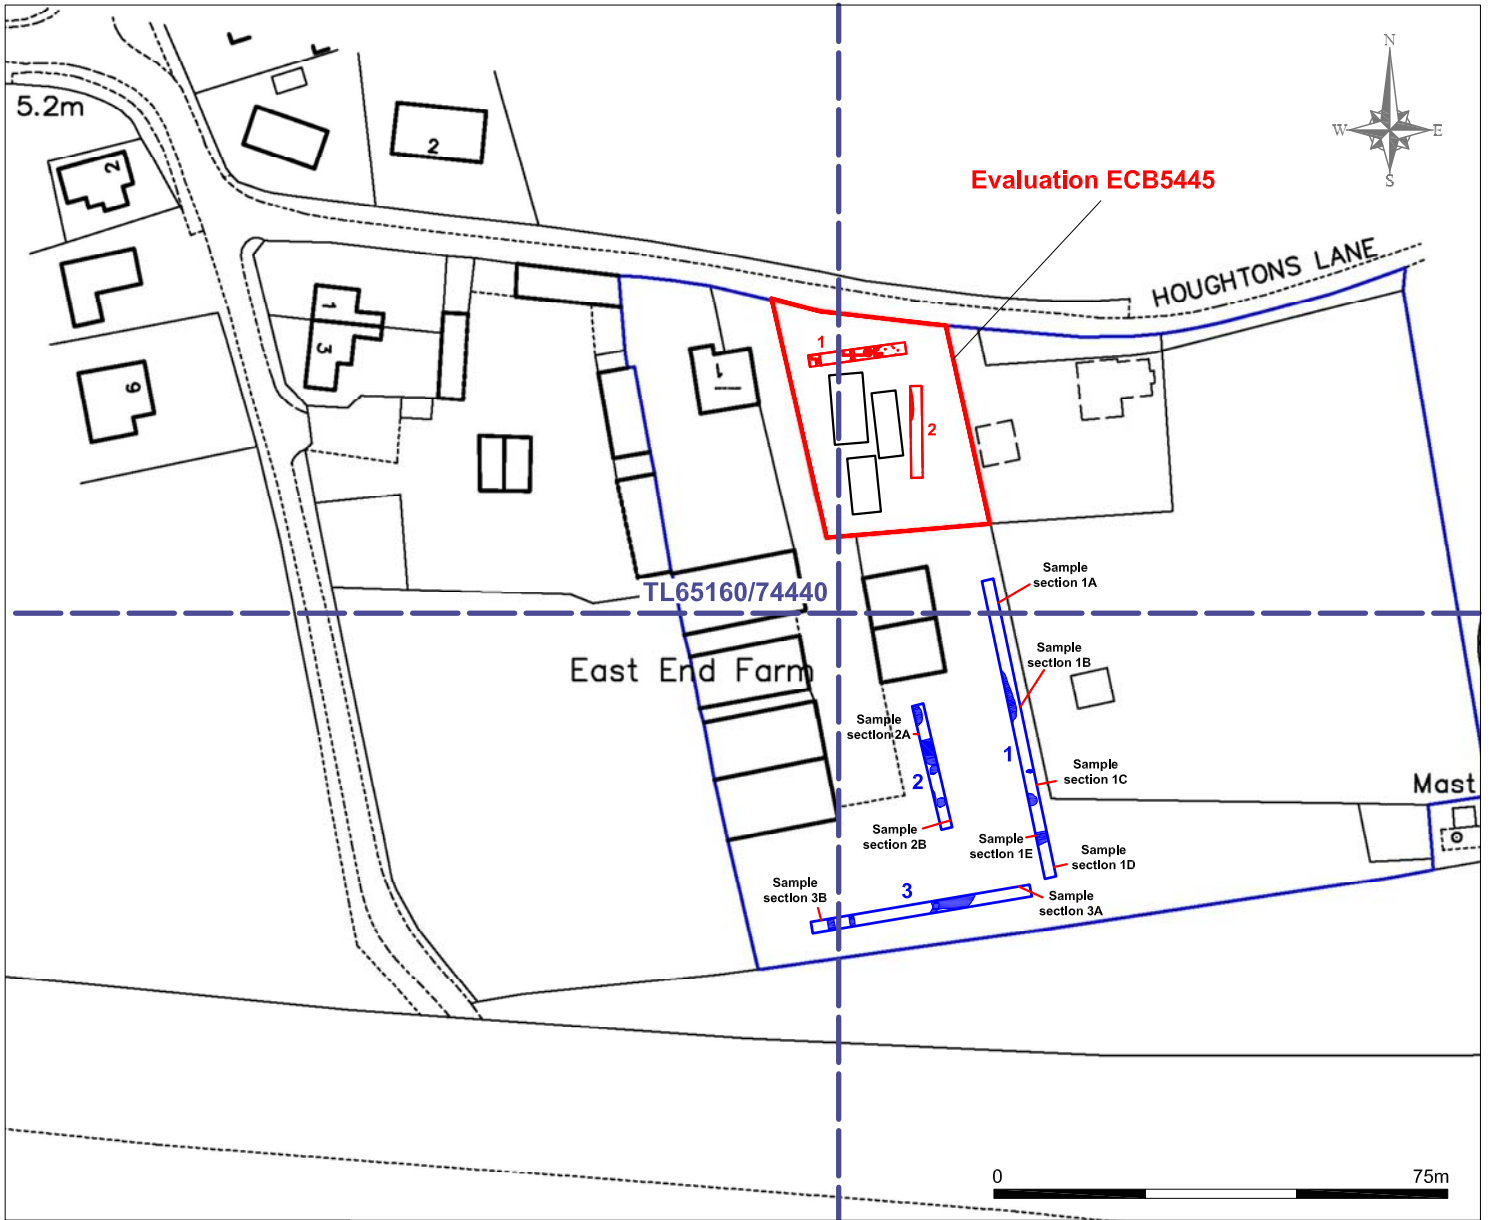 N
W
E
S
5.2m
2
2
Evaluation ECB5445
HOUGHTONS LANE
1
3
1
6
1
2
Sample
section 1A
TL65160/74440
East End Farm
Sample
section 1B
Sample
section 2A
1
2
Sample
section 1C
Mast
Sample
section 2B
Sample
section 1E
Sample
section 1D
Sample
section 3B
3
Sample
section 3A
0
75m